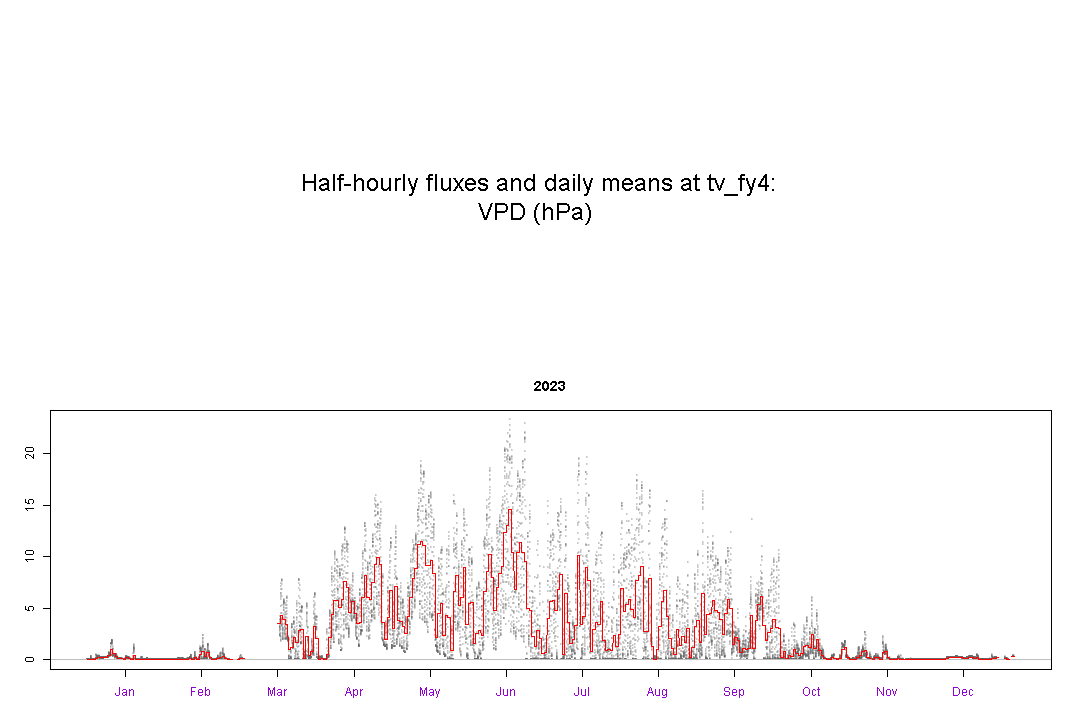 Half-hourly fluxes and daily means at tv_fy4:
VPD (hPa)
2023
20
15
10
5
0
Jan Feb Mar Apr May Jun Jul Aug Sep Oct Nov Dec